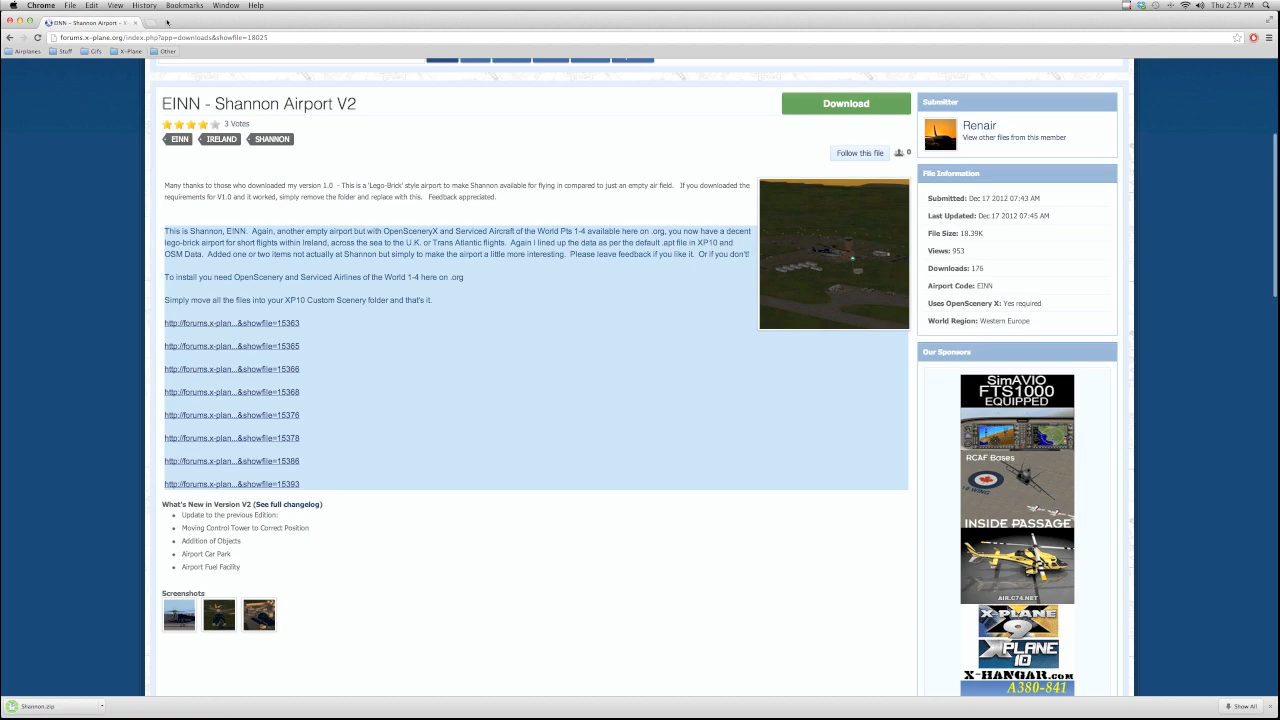 Chrome File Edit View History Bookmarks Window Help
Thu 2:57 PM
EINN - Shannon Airport -
forums.x-plane.org/index.php?app=downloads&showfile=18025
Airplanes Stuff Gifs X-Plane Other
EINN - Shannon Airport V2
Download
3 Votes
EINN IRELAND SHANNON
Follow this file 0
Many thanks to those who downloaded my version 1.0 - This is a 'Lego-Brick' style airport to make Shannon available for flying in compared to just an empty air field. If you downloaded the
requirements for V1.0 and it worked, simply remove the folder and replace with this. Feedback appreciated.
This is Shannon, EINN. Again, another empty airport but with OpenSceneryX and Serviced Aircraft of the World Pts 1-4 available here on .org, you now have a decent
lego-brick airport for short flights within Ireland, across the sea to the U.K. or Trans Atlantic flights. Again I lined up the data as per the default .apt file in XP10 and
OSM Data. Added one or two items not actually at Shannon but simply to make the airport a little more interesting. Please leave feedback if you like it. Or if you don't!
To install you need OpenScenery and Serviced Airlines of the World 1-4 here on .org
Simply move all the files into your XP10 Custom Scenery folder and that's it.
http://forums.x-plan...&showfile=15363
http://forums.x-plan...&showfile=15365
http://forums.x-plan...&showfile=15366
http://forums.x-plan...&showfile=15368
http://forums.x-plan...&showfile=15376
http://forums.x-plan...&showfile=15378
http://forums.x-plan...&showfile=15386
http://forums.x-plan...&showfile=15393
What's New in Version V2 (See full changelog)
Update to the previous Edition:
Moving Control Tower to Correct Position
Addition of Objects
Airport Car Park
Airport Fuel Facility
Screenshots
Submitter
Renair
View other files from this member
File Information
Submitted: Dec 17 2012 07:43 AM
Last Updated: Dec 17 2012 07:45 AM
File Size: 18.39K
Views: 953
Downloads: 176
Airport Code: EINN
Uses OpenScenery X: Yes required
World Region: Western Europe
Our Sponsors
SimAVIO
FTS1000
EQUIPPED
RCAF Bases
INSIDE PASSAGE
AIR.C74.NET
X-PLANE
9
X-PLANE
10
X-HANGAR.com
A380-841
Shannon.zip
Show All